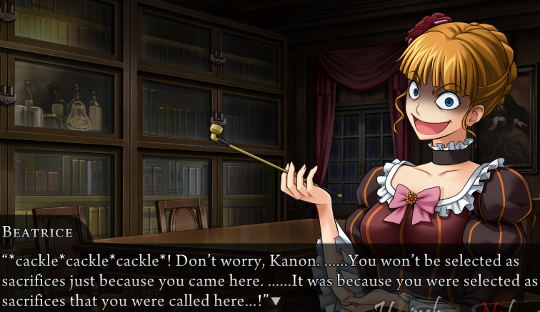 BEATRICE
“*cackle*cackle*cackle*! Don't worry, Kanon. ......You won't be selected as
sacrifices just because you came here. ......It was because you were selected as
sacrifices that you were called here...!”▼